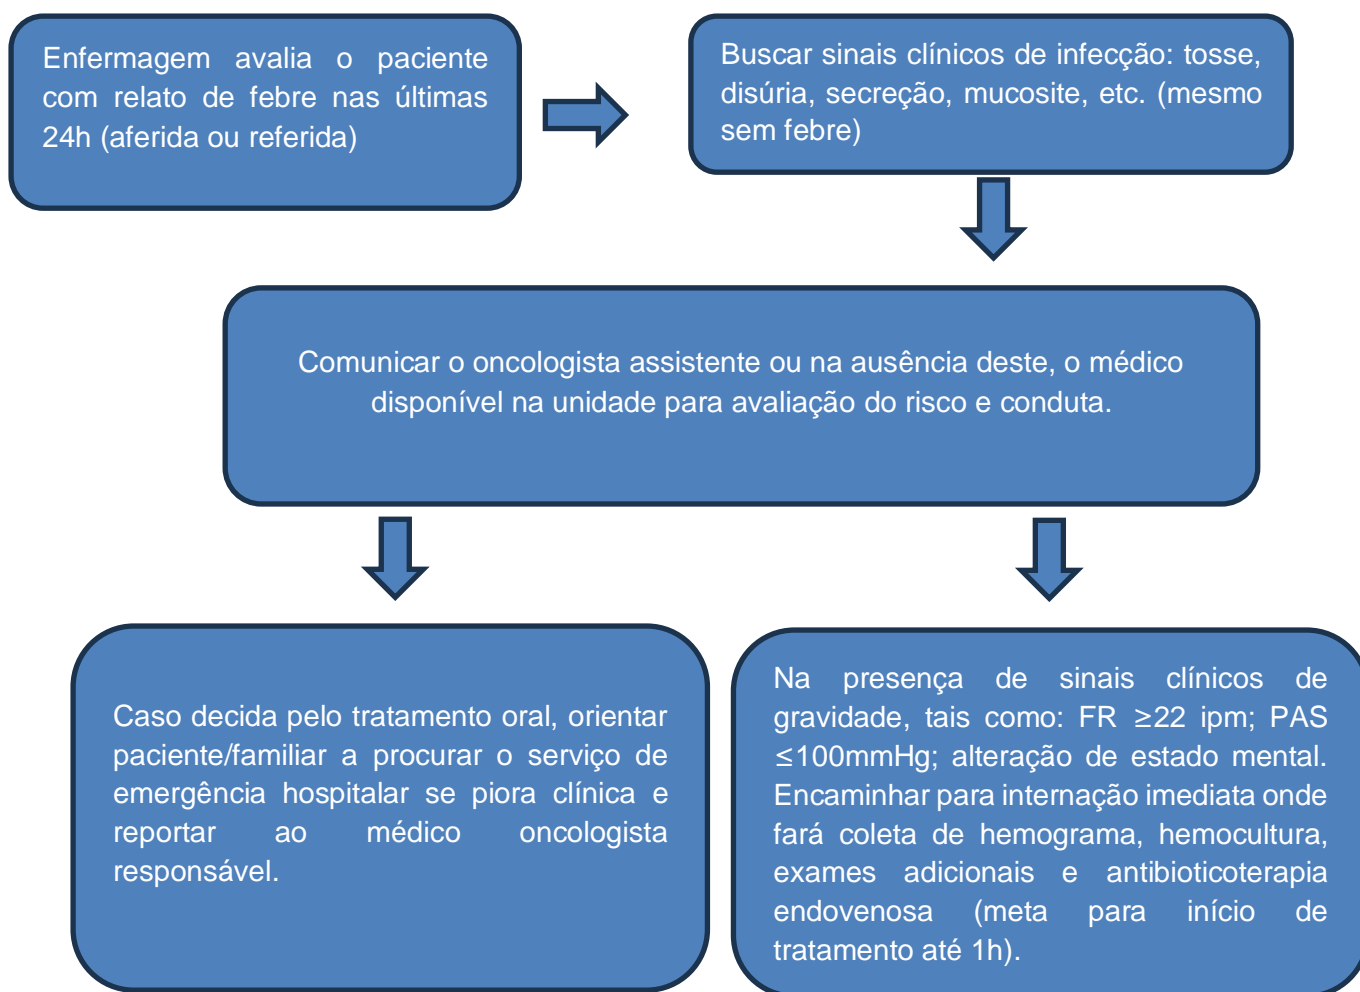 Enfermagem avalia o paciente
com relato de febre nas últimas
24h (aferida ou referida)
Buscar sinais clínicos de infecção: tosse,
disúria, secreção, mucosite, etc. (mesmo
sem febre)
Comunicar o oncologista assistente ou na ausência deste, o médico
disponível na unidade para avaliação do risco e conduta.
Caso decida pelo tratamento oral, orientar
paciente/familiar a procurar o serviço de
emergência hospitalar se piora clínica e
reportar ao médico oncologista
responsável.
Na presença de sinais clínicos de
gravidade, tais como: FR ≥22 ipm; PAS
≤100mmHg; alteração de estado mental.
Encaminhar para internação imediata onde
fará coleta de hemograma, hemocultura,
exames adicionais e antibioticoterapia
endovenosa (meta para início de
tratamento até 1h).